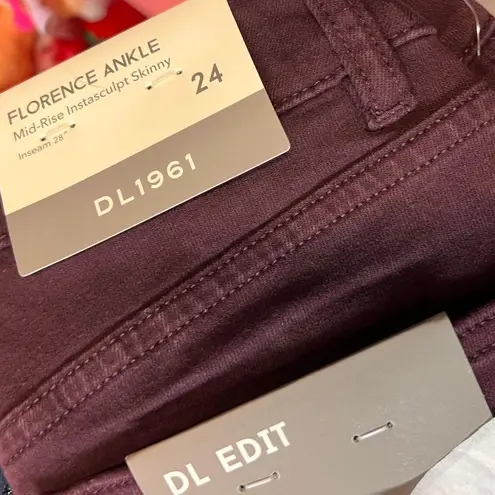 FLORENCE ANKLE
Mid-Rise Instasculpt Skinny
Inseam 28"
24
DL1961
DL EDIT